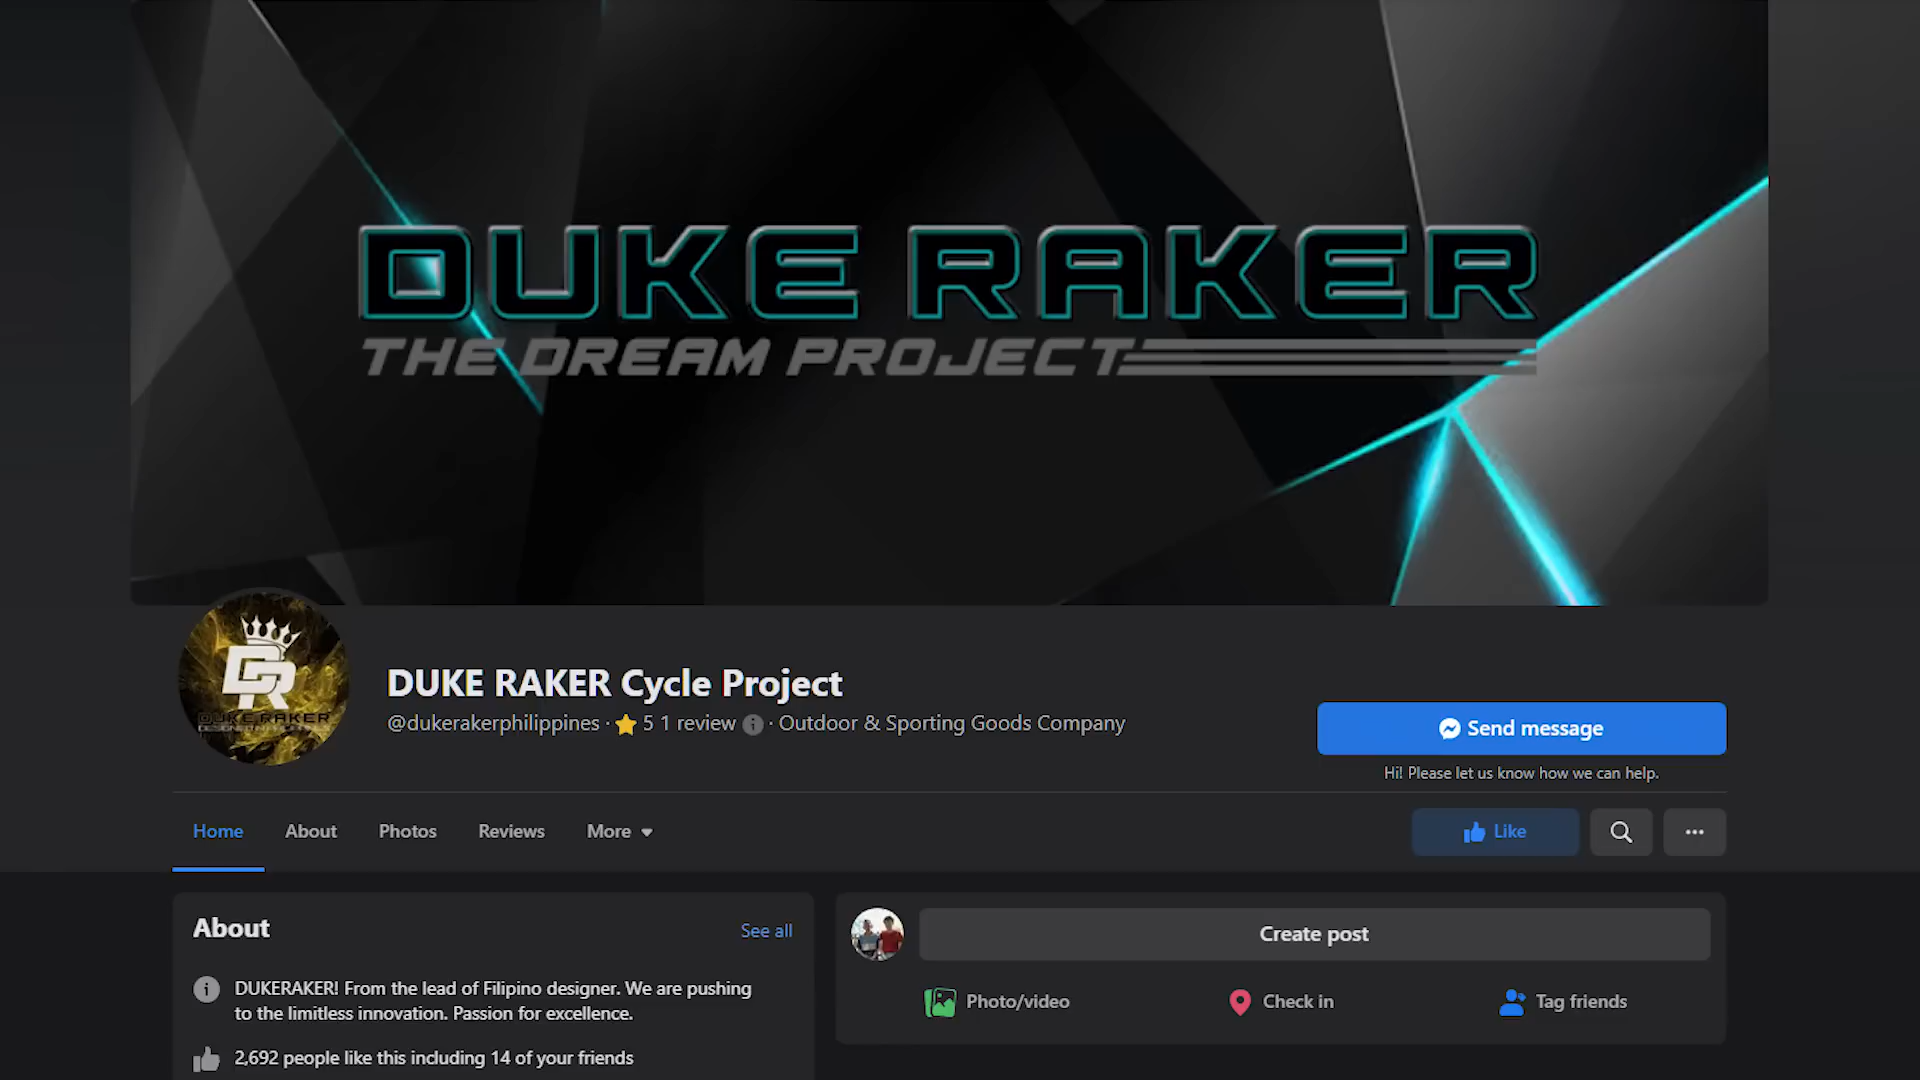 DUKE RAKER
THE DREAM PROJECT
DR
DUKE RAKER
DUKE RAKER Cycle Project
@dukerakerphilippines · 5 1 review · Outdoor & Sporting Goods Company
Send message
Hi! Please let us know how we can help.
Home
About
Photos
Reviews
More
Like
About
See all
DUKERAKER! From the lead of Filipino designer. We are pushing
to the limitless innovation. Passion for excellence.
2,692 people like this including 14 of your friends
Create post
Photo/video
Check in
Tag friends